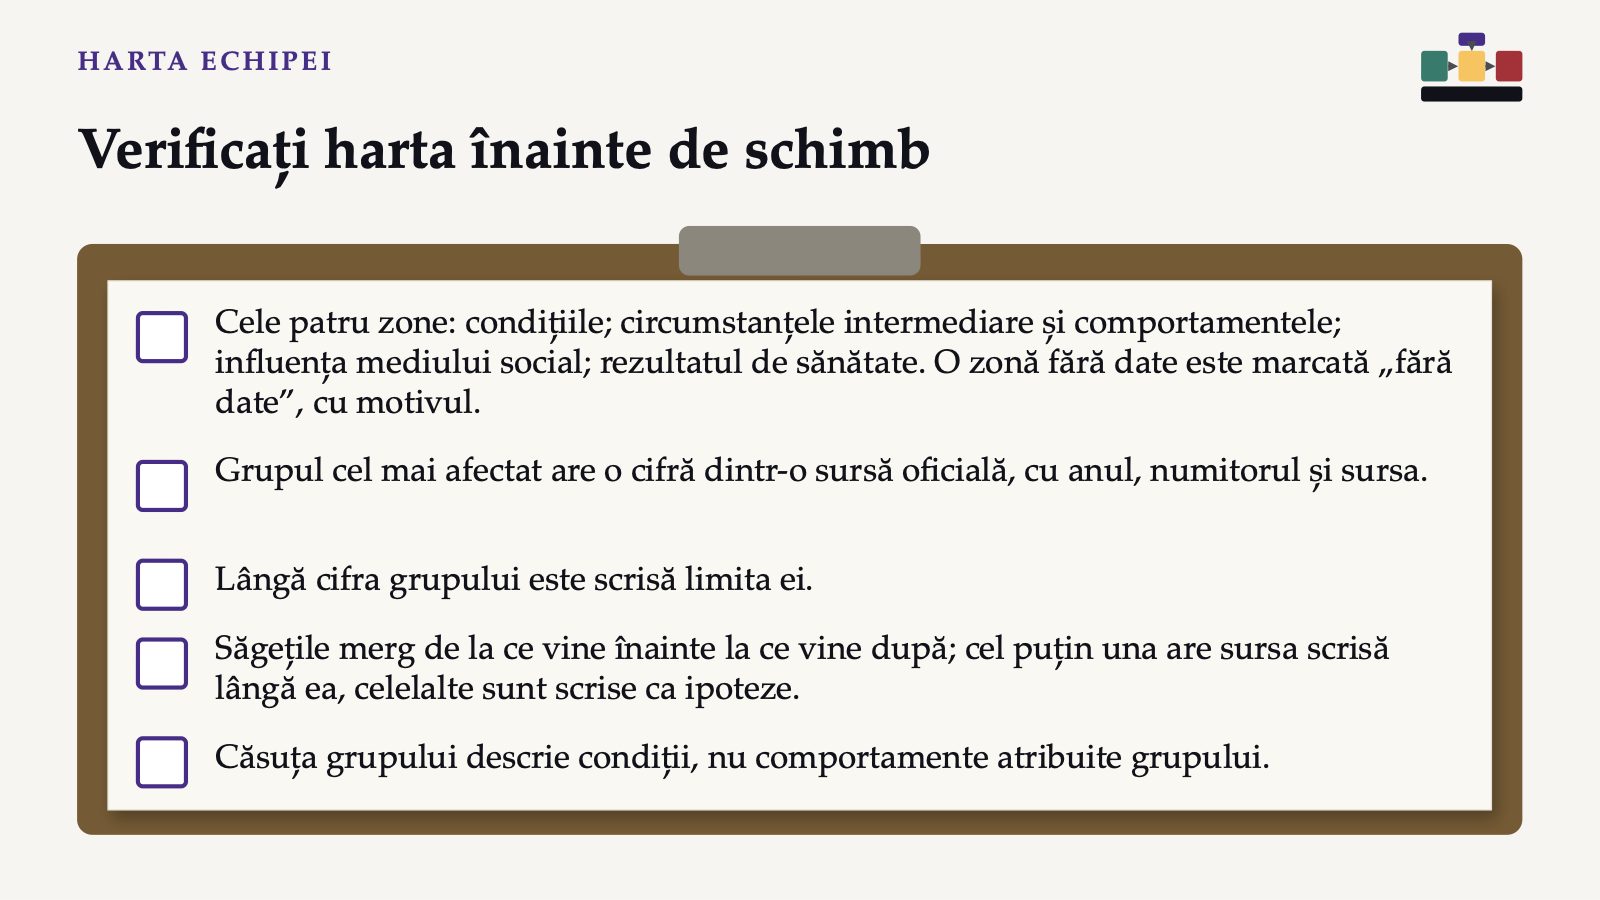 HARTA ECHIPEI
Verificați harta înainte de schimb
Cele patru zone: condițiile; circumstanțele intermediare și comportamentele;
influența mediului social; rezultatul de sănătate. O zonă fără date este marcată „fără
date”, cu motivul.
Grupul cel mai afectat are o cifră dintr-o sursă oficială, cu anul, numitorul și sursa.
Lângă cifra grupului este scrisă limita ei.
Săgețile merg de la ce vine înainte la ce vine după; cel puțin una are sursa scrisă
lângă ea, celelalte sunt scrise ca ipoteze.
Căsuța grupului descrie condiții, nu comportamente atribuite grupului.